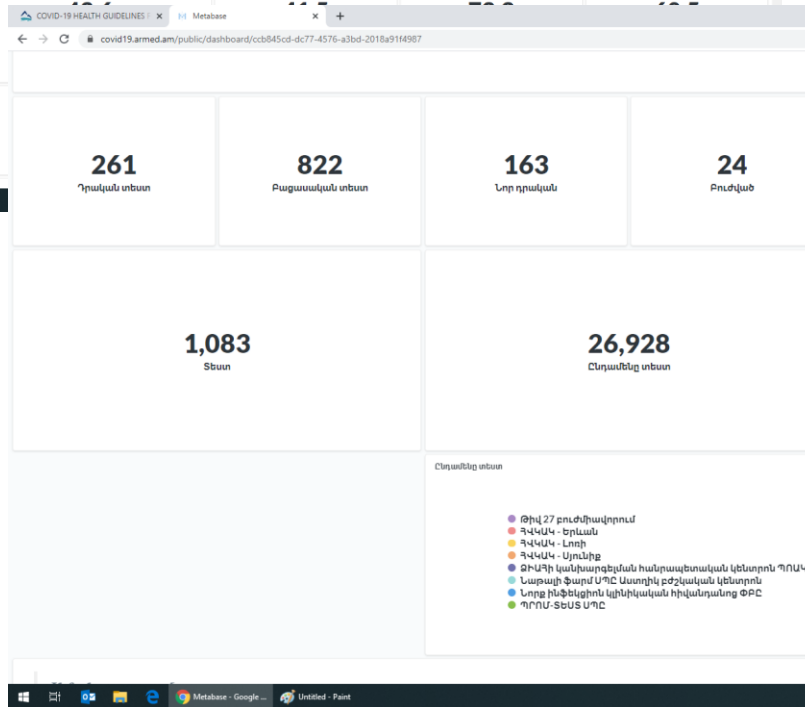 COVID-19 HEALTH GUIDELINES
Metabase
covid19.armed.am/public/dashboard/ccb845cd-dc77-4576-a3bd-2018a91f4987
261
Դրական տեստ
822
Բացասական տեստ
163
Նոր դրական
24
Բուժված
1,083
Տեստ
26,928
Ընդամենը տեստ
Ընդամենը տեստ
Թիվ 27 բուժմիավորում
ՀՎԿԱԿ - Երևան
ՀՎԿԱԿ - Լոռի
ՀՎԿԱԿ - Սյունիք
ՁԻԱՀի կանխարգելման հանրապետական կենտրոն ՊՈԱԿ
Նաթալի ֆարմ ՍՊԸ Աստղիկ բժշկական կենտրոն
Նորք ինֆեկցիոն կլինիկական հիվանդանոց ՓԲԸ
ՊՐՈՄ-ՏԵՍՏ ՍՊԸ
Metabase - Google ...
Untitled - Paint